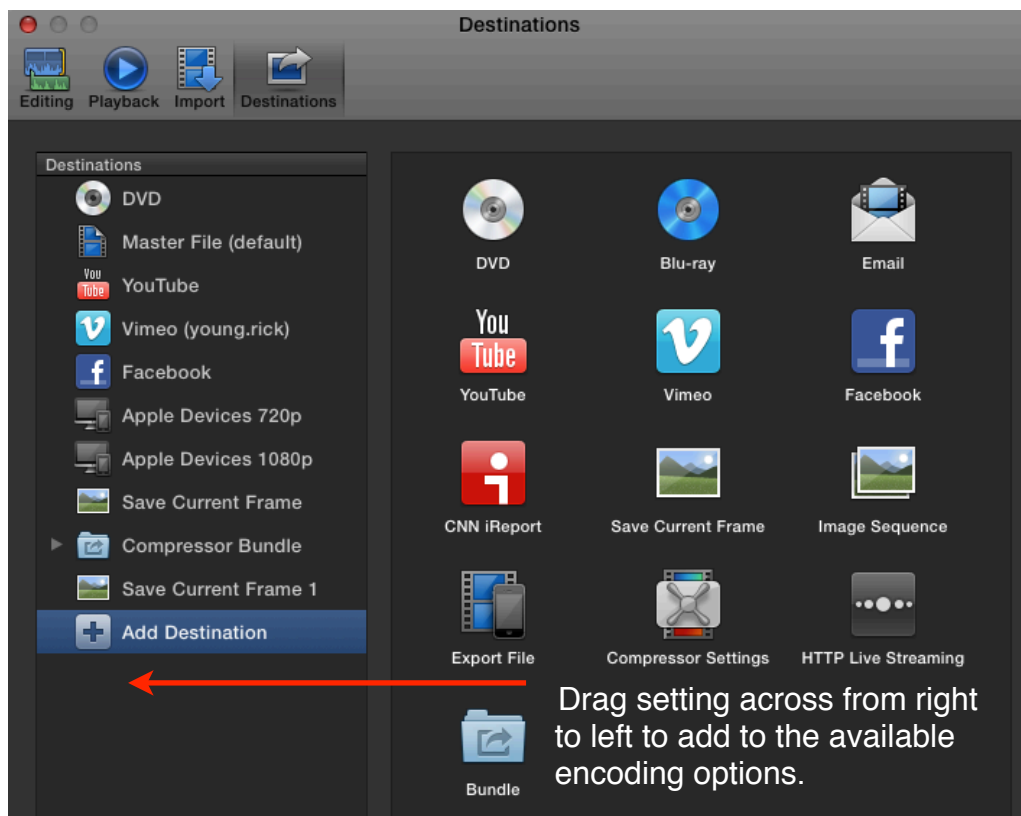 Destinations
Editing Playback Import Destinations
Destinations
DVD
Master File (default)
You
Tube
YouTube
Vimeo (young.rick)
Facebook
Apple Devices 720p
Apple Devices 1080p
Save Current Frame
Compressor Bundle
Save Current Frame 1
Add Destination
DVD Blu-ray Email
You
Tube
YouTube Vimeo Facebook
CNN iReport Save Current Frame Image Sequence
Export File Compressor Settings HTTP Live Streaming
Bundle
Drag setting across from right
to left to add to the available
encoding options.